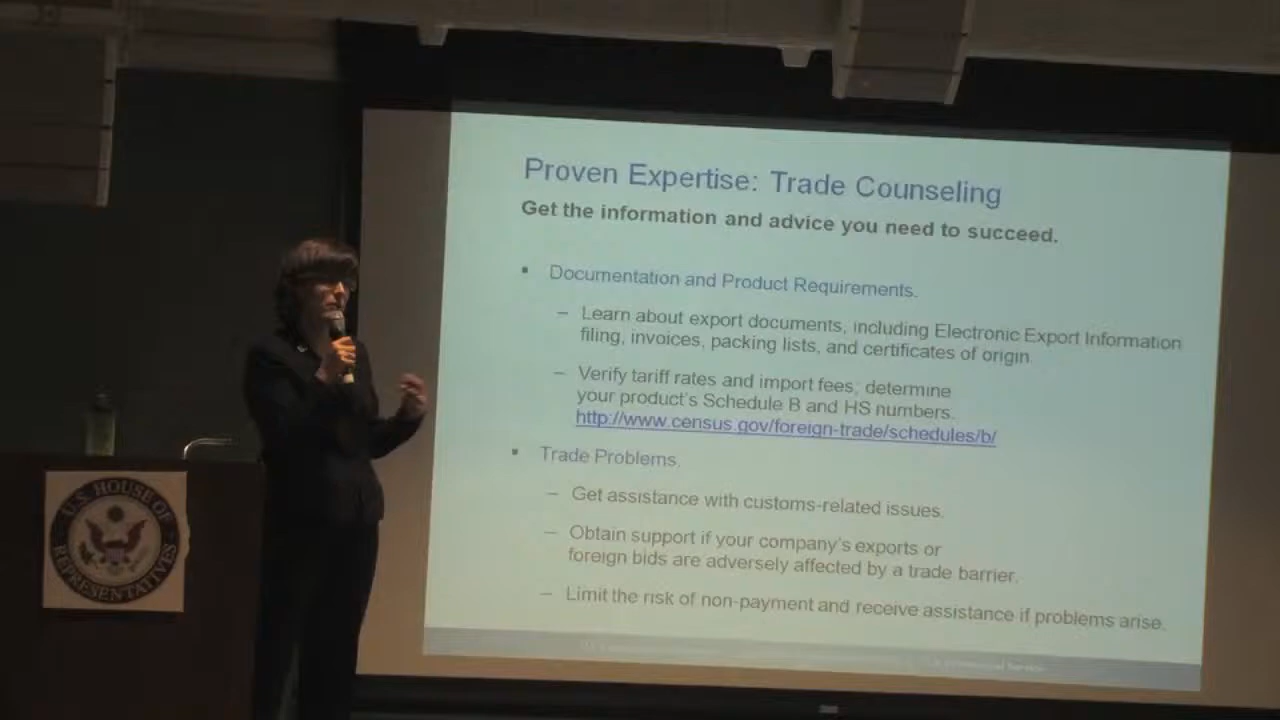 Proven Expertise: Trade Counseling
Get the information and advice you need to succeed.
▪ Documentation and Product Requirements.
– Learn about export documents, including Electronic Export Information
filing, invoices, packing lists, and certificates of origin.
– Verify tariff rates and import fees; determine
your product's Schedule B and HS numbers.
http://www.census.gov/foreign-trade/schedules/b/
▪ Trade Problems.
– Get assistance with customs-related issues.
– Obtain support if your company's exports or
foreign bids are adversely affected by a trade barrier.
– Limit the risk of non-payment and receive assistance if problems arise.
U.S. HOUSE OF
REPRESENTATIVES